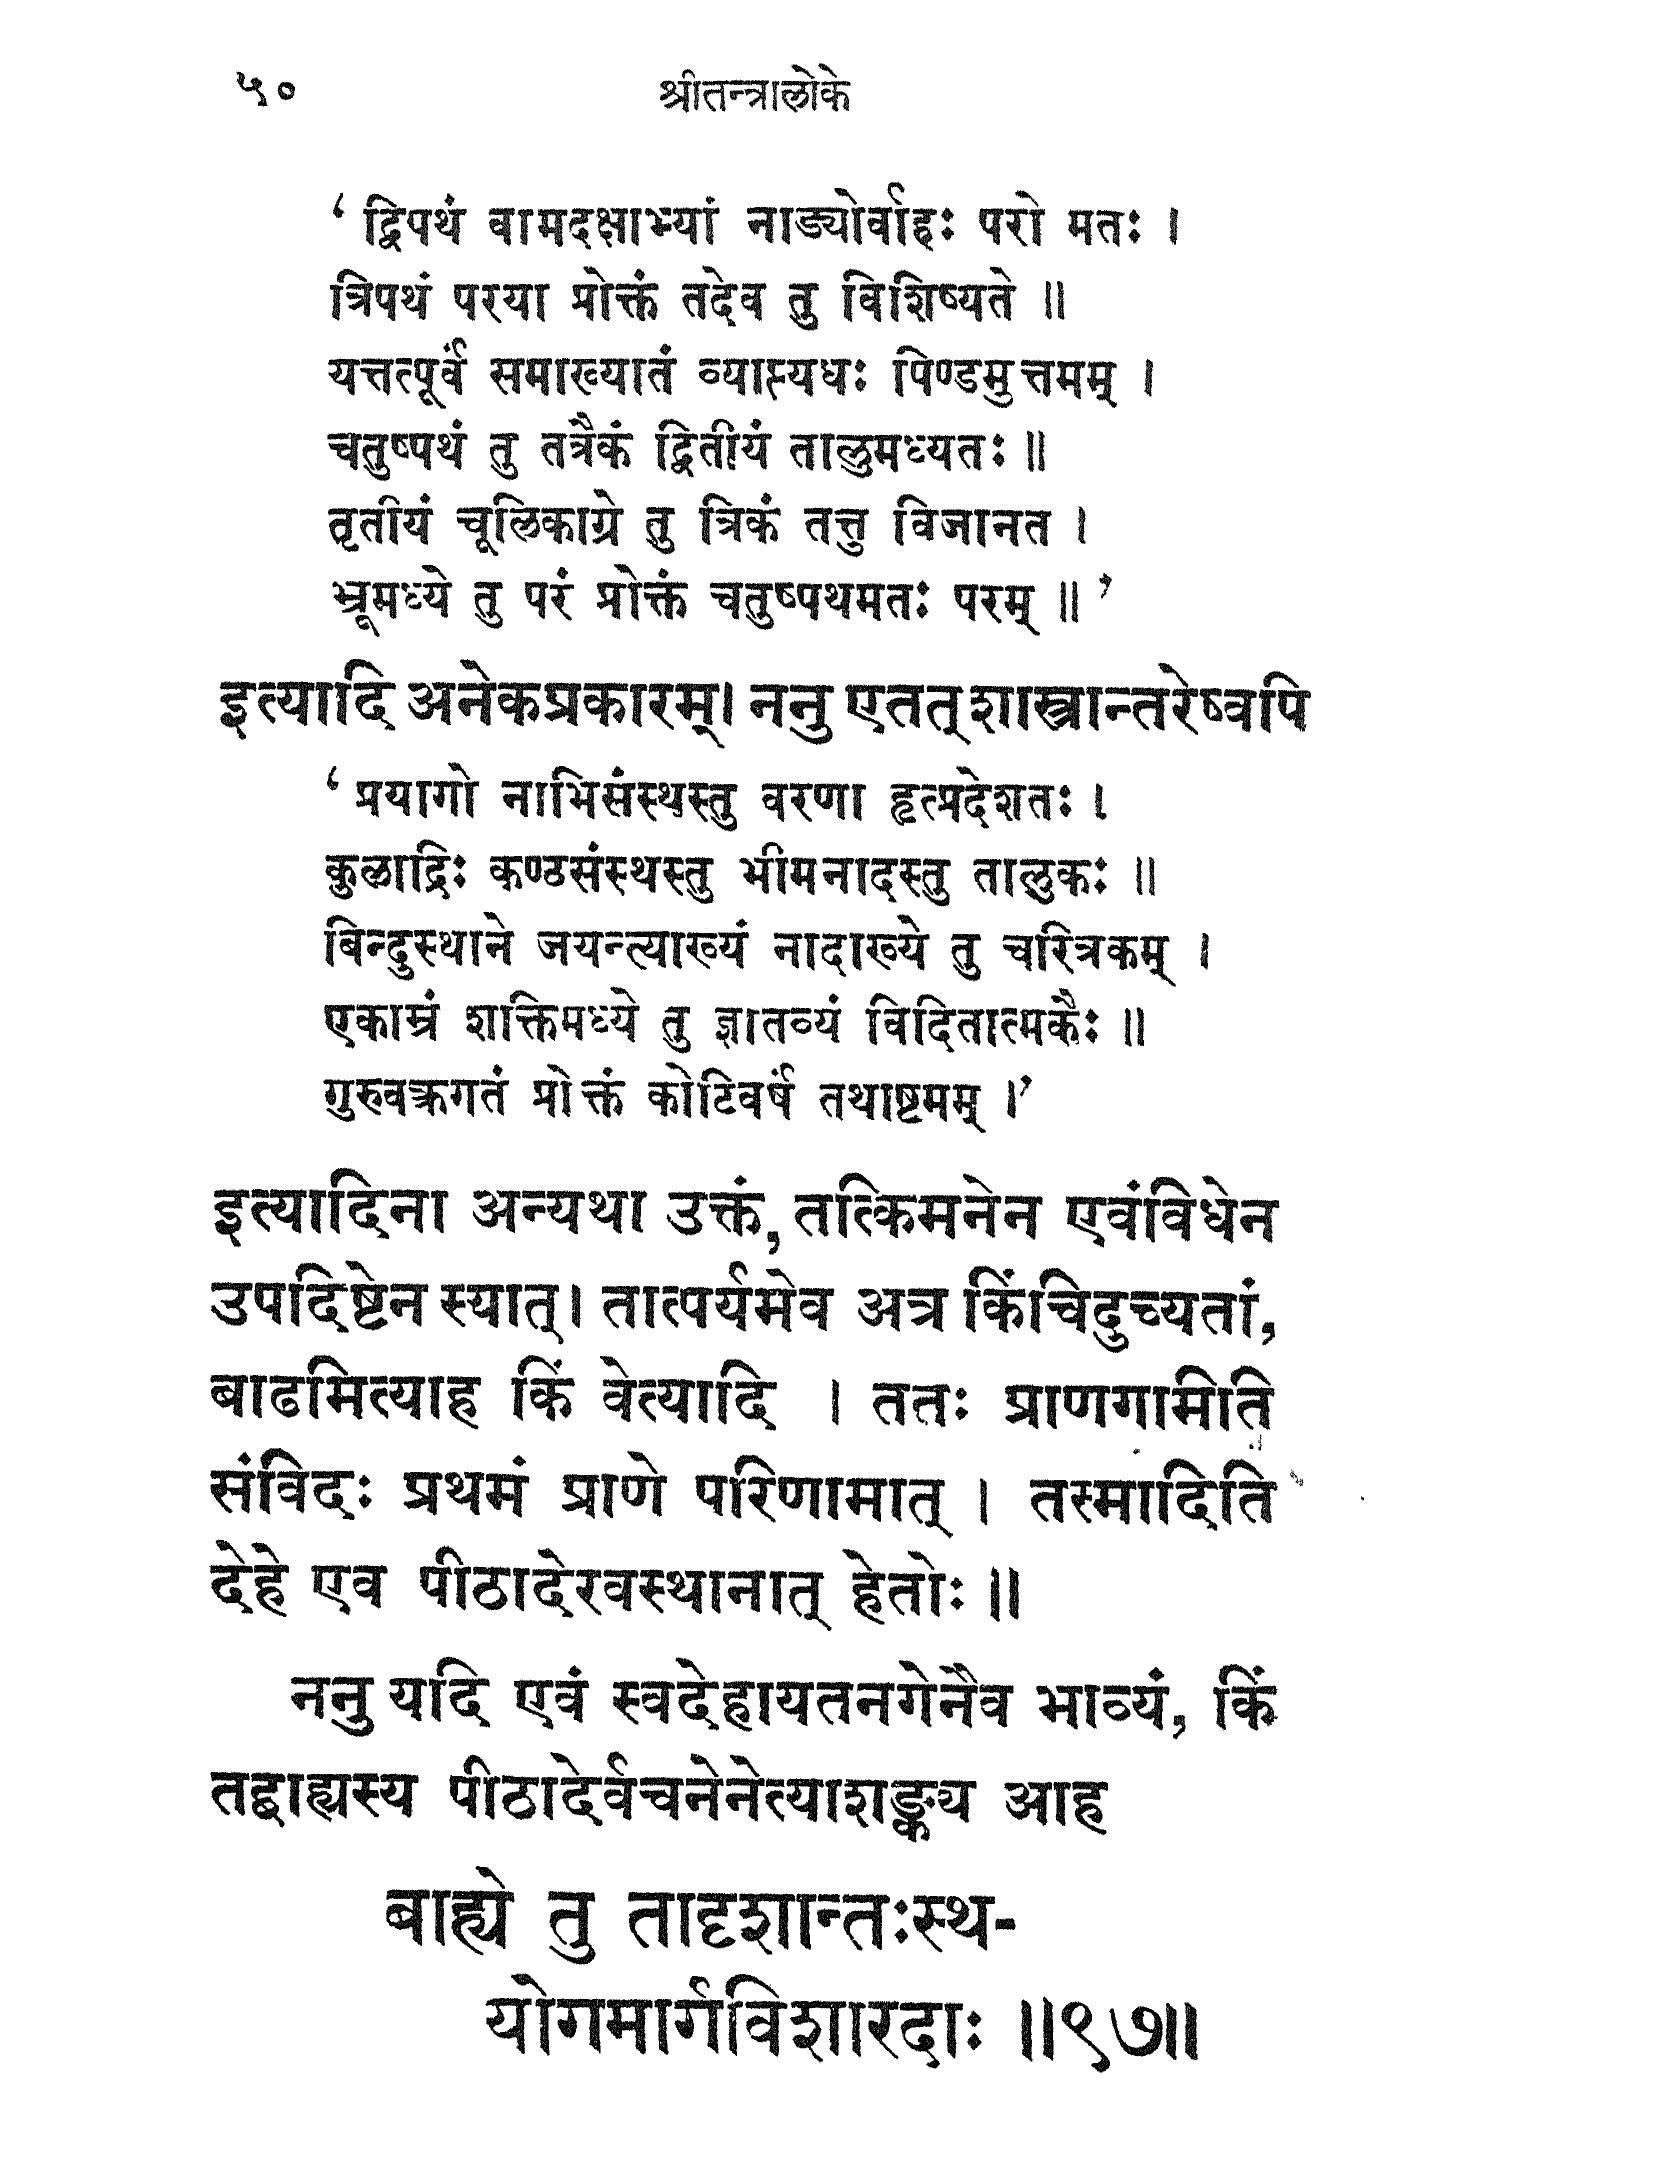 ५०
श्रीतन्त्रालोके
‘ द्विपथं वामदक्षाभ्यां नाड्योर्वाहः परो मतः ।
त्रिपथं परया प्रोक्तं तदेव तु विशिष्यते ॥
यत्तत्पूर्वं समाख्यातं व्याप्त्यधः पिण्डमुत्तमम् ।
चतुष्पथं तु तत्रैकं द्वितीयं तालुमध्यतः ॥
तृतीयं चूलिकाग्रे तु त्रिकं तत्तु विजानत ।
भ्रूमध्ये तु परं प्रोक्तं चतुष्पथमतः परम् ॥ ’
इत्यादि अनेकप्रकारम्। ननु एतत् शास्त्रान्तरेष्वपि
‘ प्रयागो नाभिसंस्थस्तु वरणा हृत्प्रदेशतः ।
कुलाद्रिः कण्ठसंस्थस्तु भीमनादस्तु तालुकः ॥
बिन्दुस्थाने जयन्त्याख्यं नादाख्ये तु चरित्रकम् ।
एकाम्रं शक्तिमध्ये तु ज्ञातव्यं विदितात्मकैः ॥
गुरुवक्त्रगतं प्रोक्तं कोटिवर्षं तथाष्टमम् ।’
इत्यादिना अन्यथा उक्तं, तत्किमनेन एवंविधेन
उपदिष्टेन स्यात्। तात्पर्यमेव अत्र किंचिदुच्यतां,
बाढमित्याह किं वेत्यादि । ततः प्राणगामिति
संविदः प्रथमं प्राणे परिणामात् । तस्मादिति
देहे एव पीठादेरवस्थानात् हेतोः॥
ननु यदि एवं स्वदेहायतनगेनैव भाव्यं, किं
तद्बाह्यस्य पीठादेर्वचनेनेत्याशङ्क्य आह
बाह्ये तु तादृशान्तःस्थ-
योगमार्गविशारदाः ॥९७॥